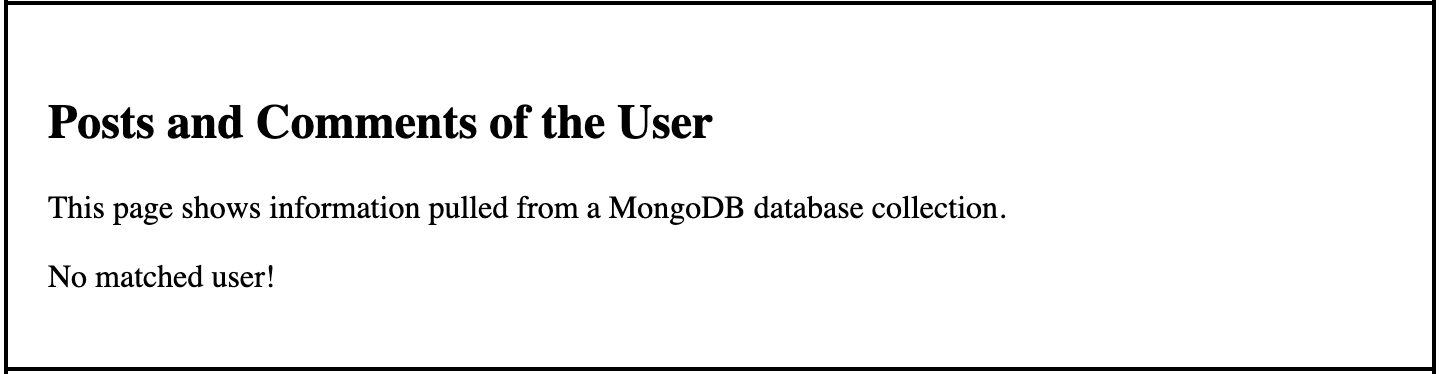 Posts and Comments of the User
This page shows information pulled from a MongoDB database collection.
No matched user!